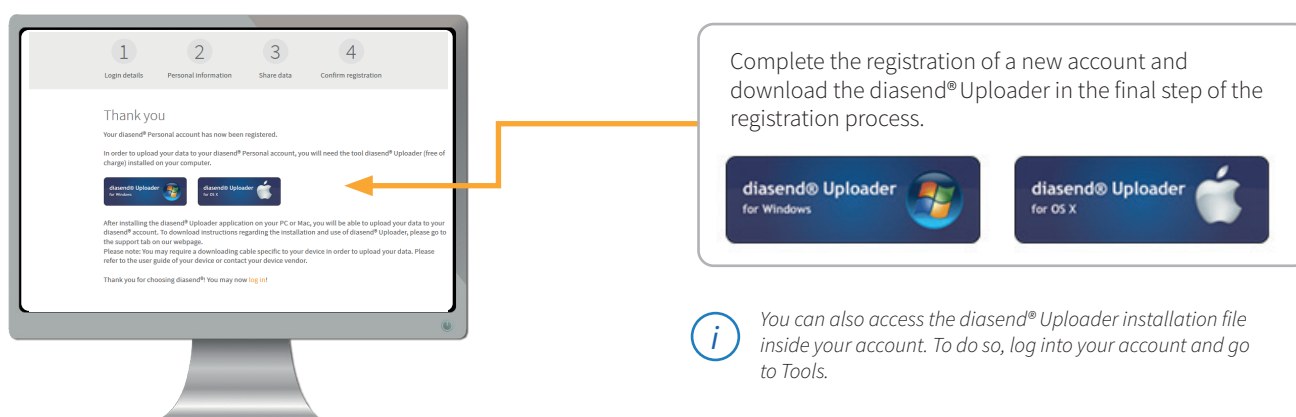 1 2 3 4
Login details Personal information Share data Confirm registration
Thank you
Your diasend® Personal account has now been registered.
In order to upload your data to your diasend® Personal account, you will need the tool diasend® Uploader (free of
charge) installed on your computer.
diasend® Uploader
for Windows
diasend® Uploader
for OS X
After installing the diasend® Uploader application on your PC or Mac, you will be able to upload your data to your
diasend® account. To download instructions regarding the installation and use of diasend® Uploader, please go to
the support tab on our webpage.
Please note: You may require a downloading cable specific to your device in order to upload your data. Please
refer to the user guide of your device or contact your device vendor.
Thank you for choosing diasend®! You may now log in!
Complete the registration of a new account and
download the diasend® Uploader in the final step of the
registration process.
diasend® Uploader
for Windows
diasend® Uploader
for OS X
i
You can also access the diasend® Uploader installation file
inside your account. To do so, log into your account and go
to Tools.